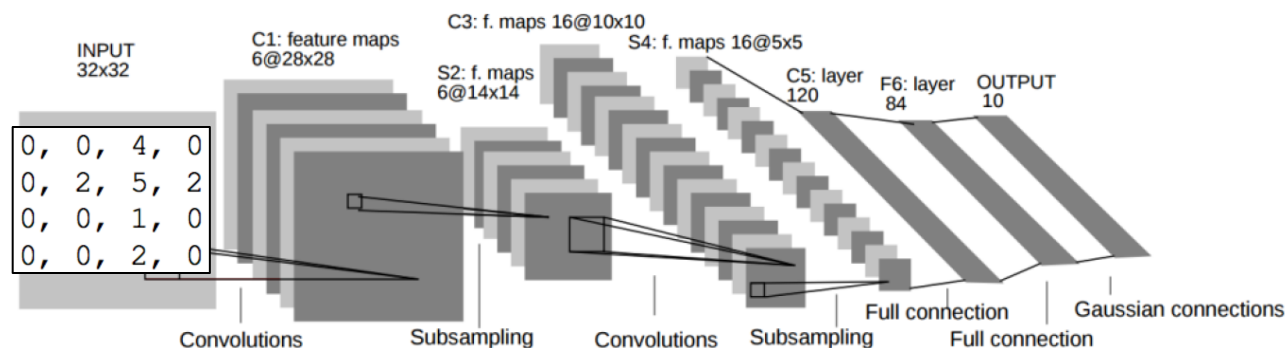 INPUT
32x32
0, 0, 4, 0
0, 2, 5, 2
0, 0, 1, 0
0, 0, 2, 0
C1: feature maps
6@28x28
S2: f. maps
6@14x14
C3: f. maps 16@10x10
S4: f. maps 16@5x5
C5: layer
120
F6: layer
84
OUTPUT
10
Convolutions
Subsampling
Convolutions
Subsampling
Full connection
Full connection
Gaussian connections